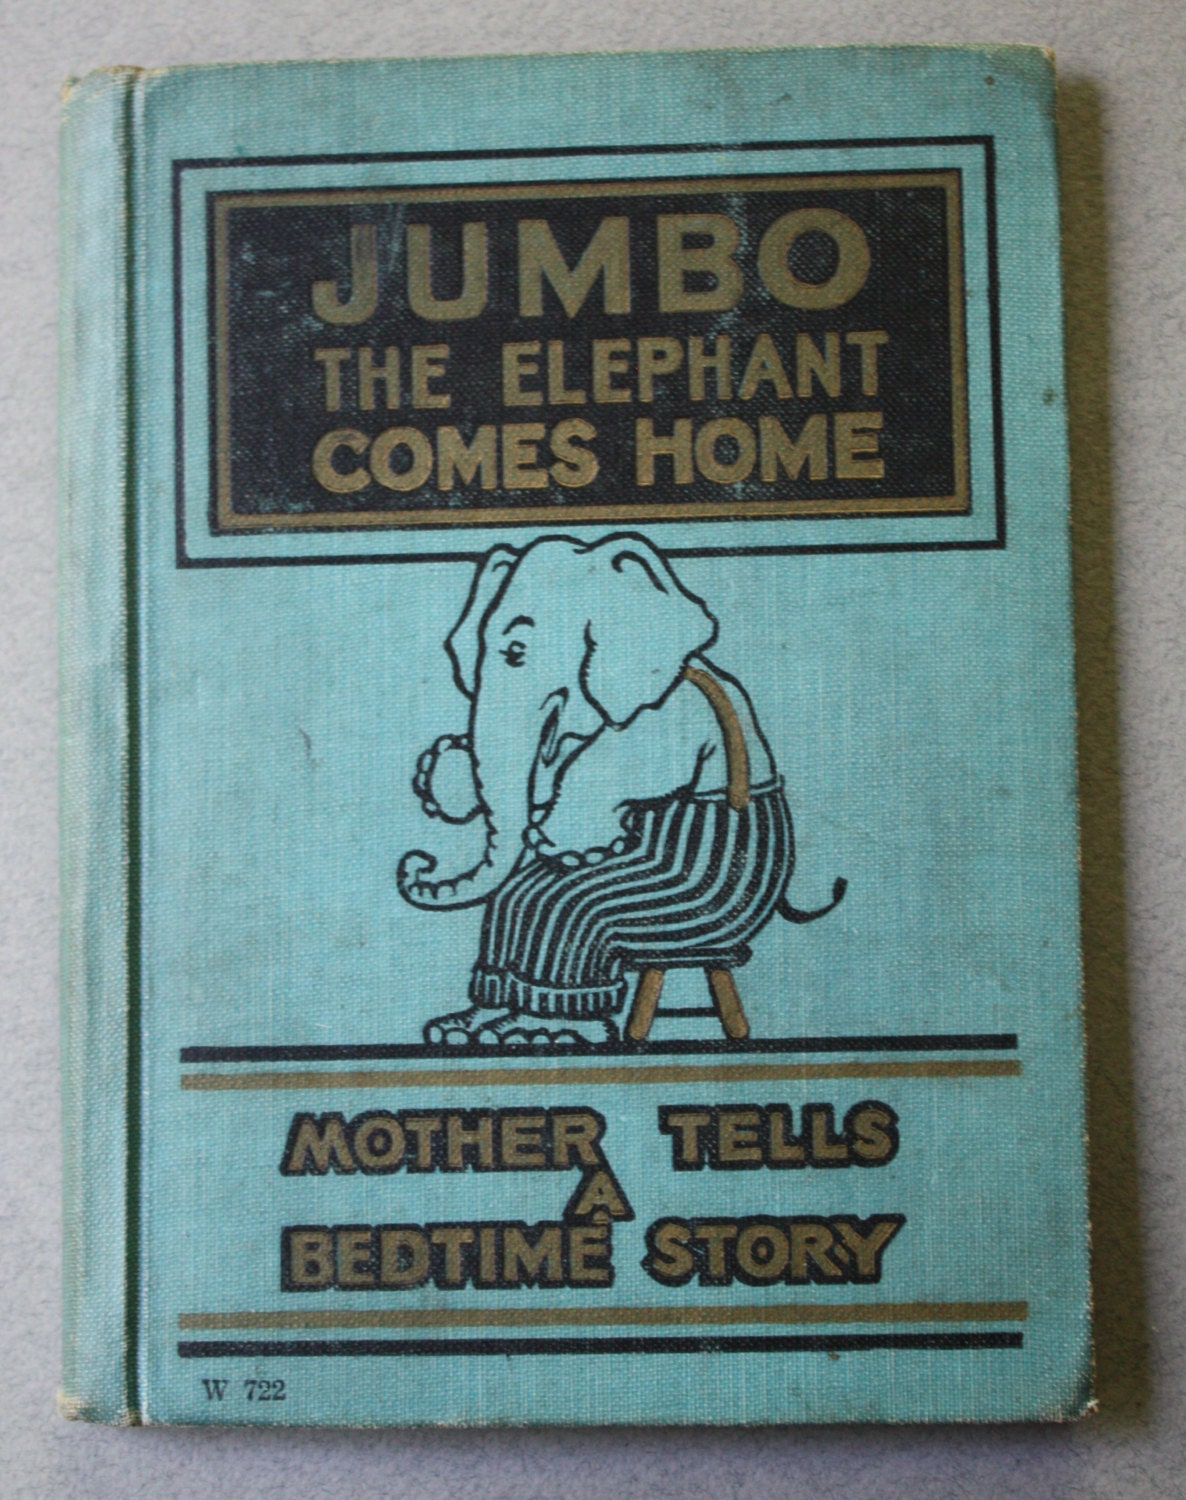 JUMBO
THE ELEPHANT
COMES HOME
MOTHER TELLS
A
BEDTIME STORY
W 722